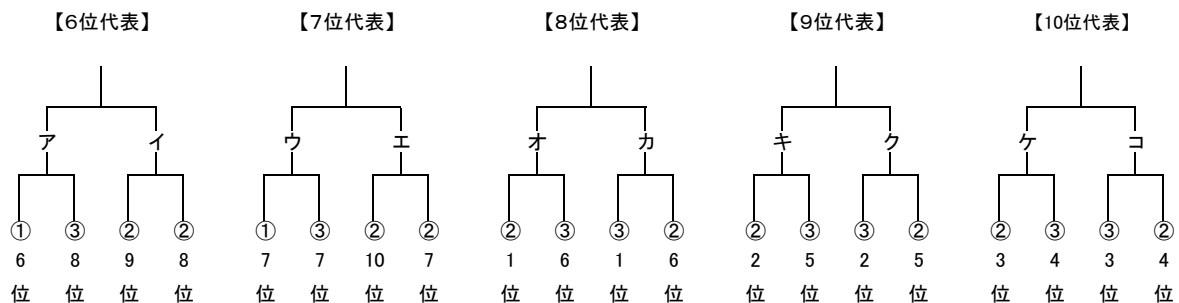 【6位代表】 【7位代表】 【8位代表】 【9位代表】 【10位代表】
ア イ ウ エ オ カ キ ク ケ コ
① ③ ② ② ① ③ ② ② ② ③ ③ ② ② ③ ③ ② ② ③ ③ ②
6 8 9 8 7 7 10 7 1 6 1 6 2 5 2 5 3 4 3 4
位 位 位 位 位 位 位 位 位 位 位 位 位 位 位 位 位 位 位 位